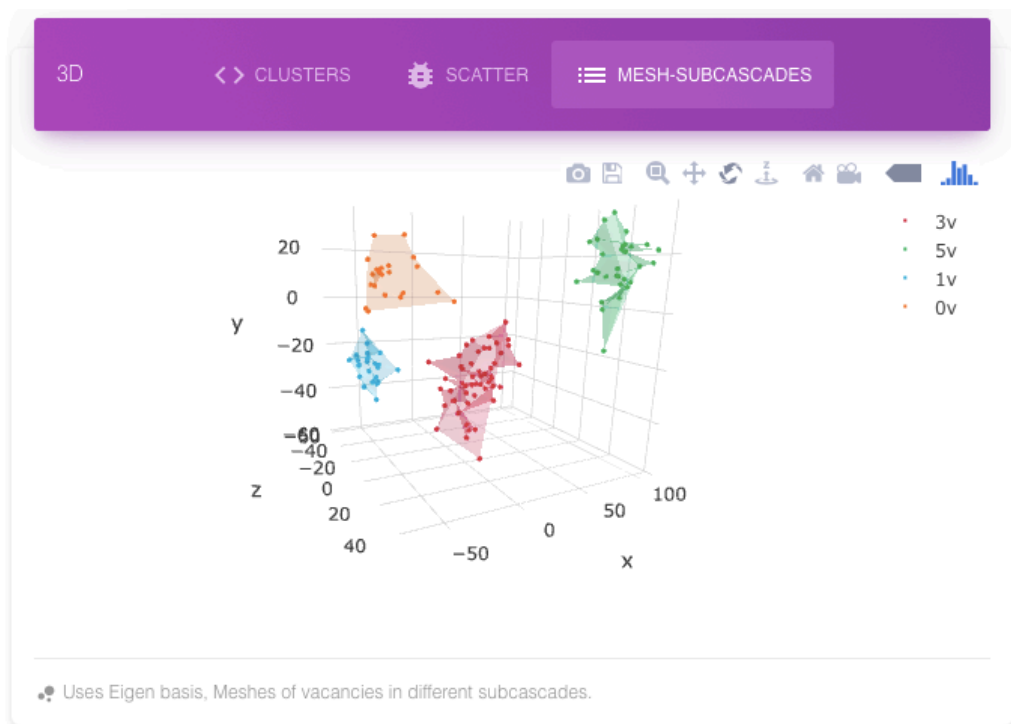 3D
CLUSTERS
SCATTER
MESH-SUBCASCADES
z
3v
5v
1v
0v
20
0
−20
−40
−60
y
−60
−40
−20
0
20
40
z
−50
0
50
100
x
Uses Eigen basis, Meshes of vacancies in different subcascades.